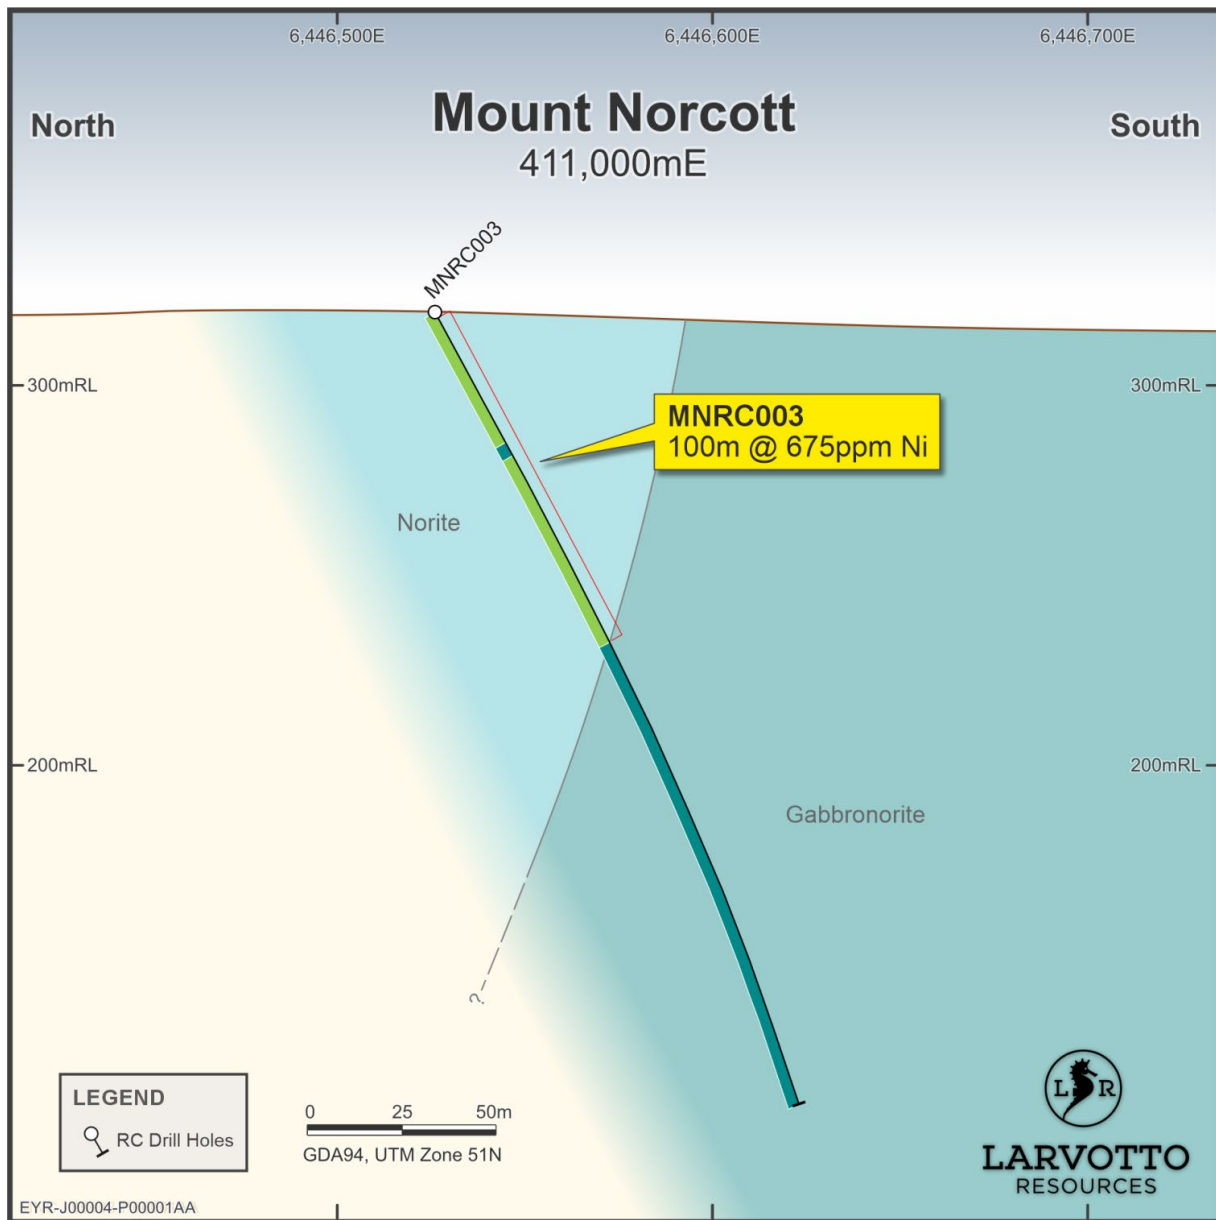 6,446,500E
6,446,600E
6,446,700E
North
Mount Norcott
South
411,000mE
MNRC003
300mRL
300mRL
MNRC003
100m @ 675ppm Ni
Norite
200mRL
200mRL
Gabbronorite
?
LEGEND
RC Drill Holes
0 25 50m
GDA94, UTM Zone 51N
L R
LARVOTTO
RESOURCES
EYR-J00004-P00001AA